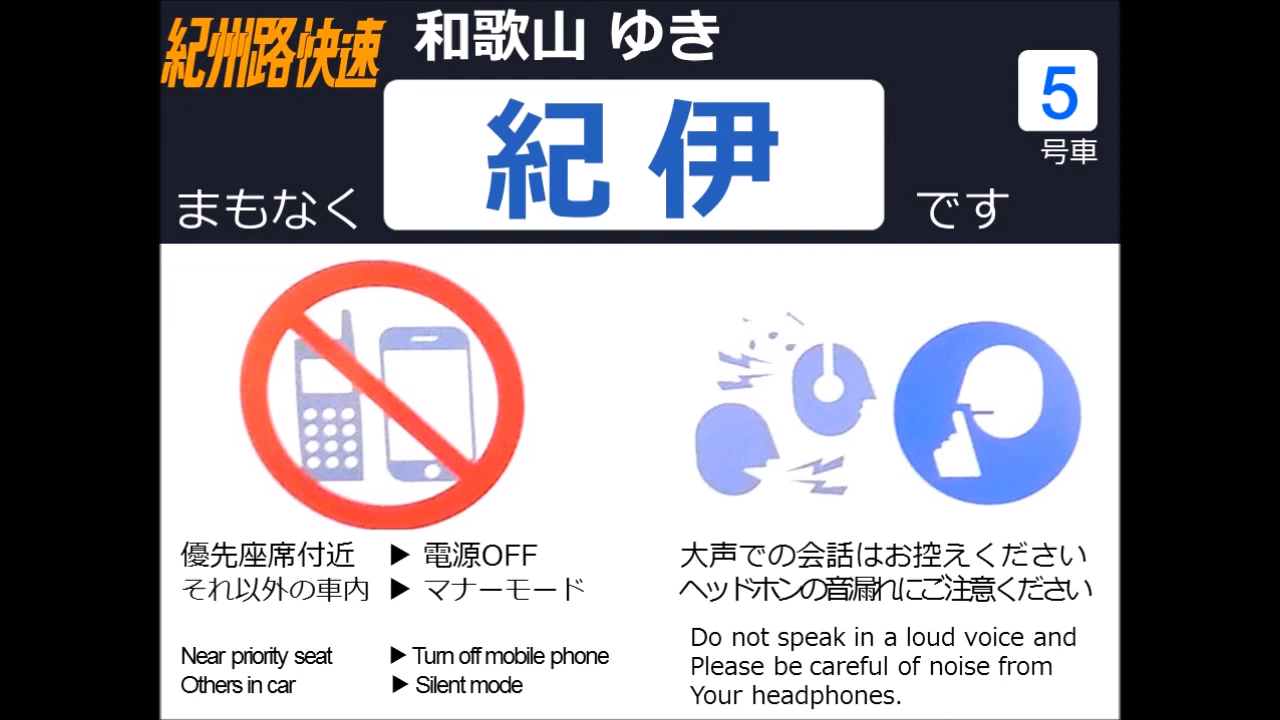 紀州路快速
和歌山 ゆき
5
号車
まもなく
紀伊
です
優先座席付近 ▶ 電源OFF
それ以外の車内 ▶ マナーモード
Near priority seat ▶ Turn off mobile phone
Others in car ▶ Silent mode
大声での会話はお控えください
ヘッドホンの音漏れにご注意ください
Do not speak in a loud voice and
Please be careful of noise from
Your headphones.